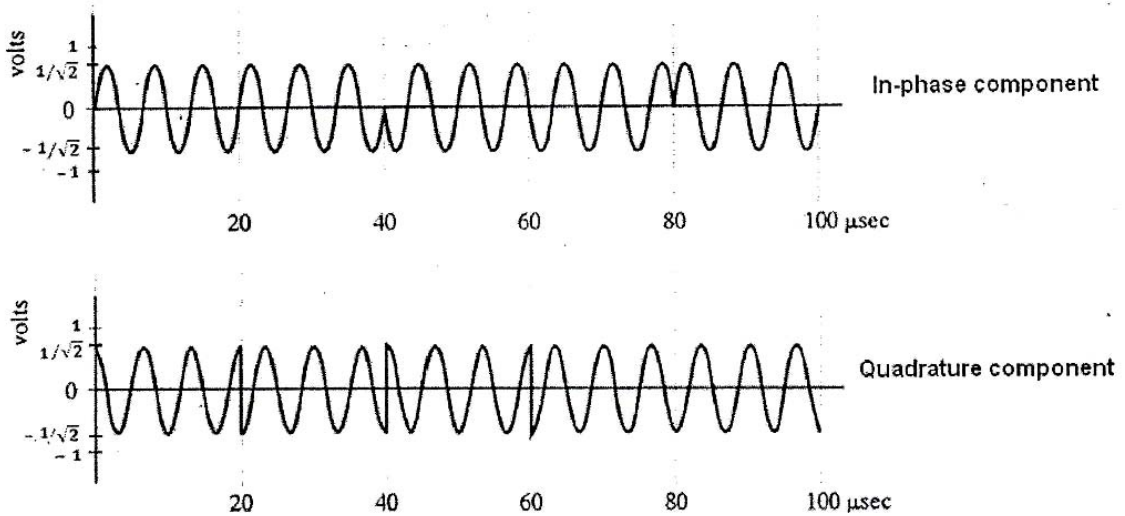 volts
1
1/√2
0
- 1/√2
- 1
In-phase component
20 40 60 80 100 μsec
volts
1
1/√2
0
- 1/√2
- 1
Quadrature component
20 40 60 80 100 μsec